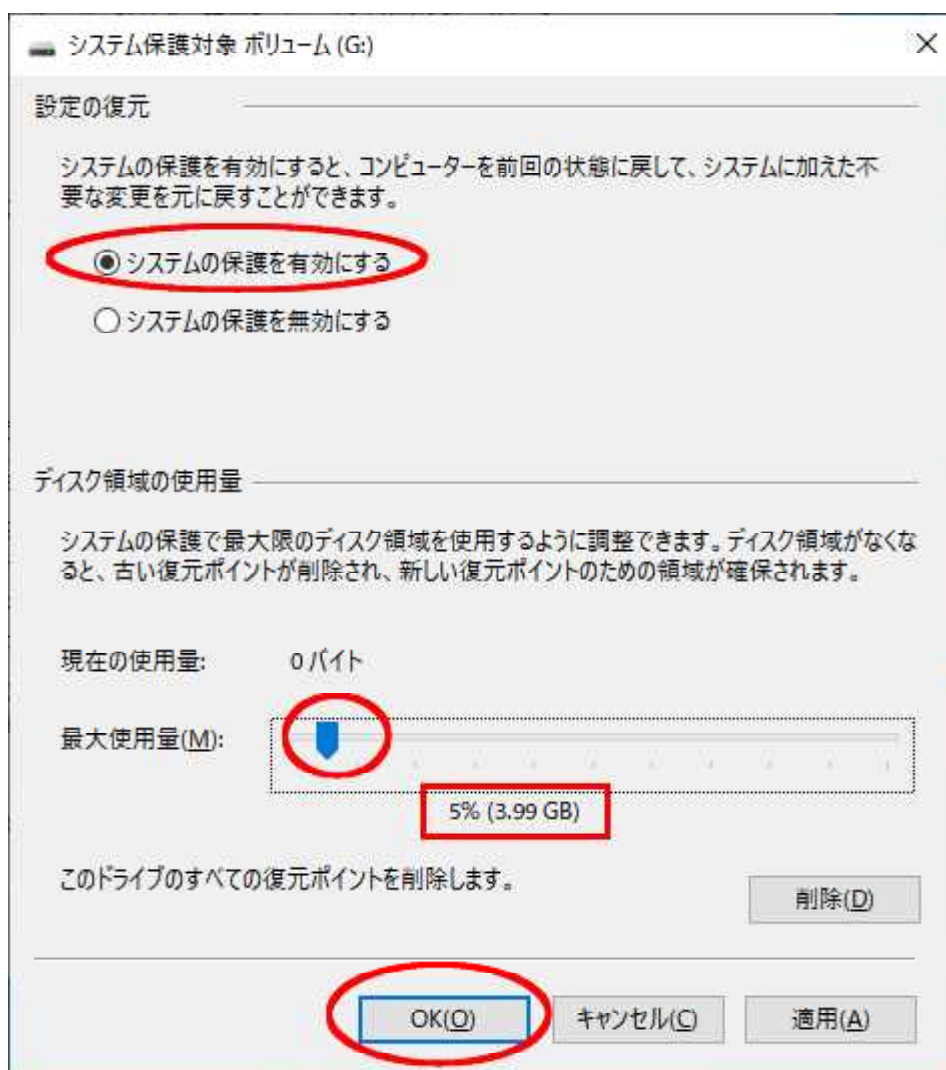 システム保護対象 ボリューム (G:)
設定の復元
システムの保護を有効にすると、コンピューターを前回の状態に戻して、システムに加えた不
要な変更を元に戻すことができます。
システムの保護を有効にする
システムの保護を無効にする
ディスク領域の使用量
システムの保護で最大限のディスク領域を使用するように調整できます。ディスク領域がなくな
ると、古い復元ポイントが削除され、新しい復元ポイントのための領域が確保されます。
現在の使用量: 0 バイト
最大使用量(M):
5% (3.99 GB)
このドライブのすべての復元ポイントを削除します。
削除(D)
OK(O) キャンセル(C) 適用(A)